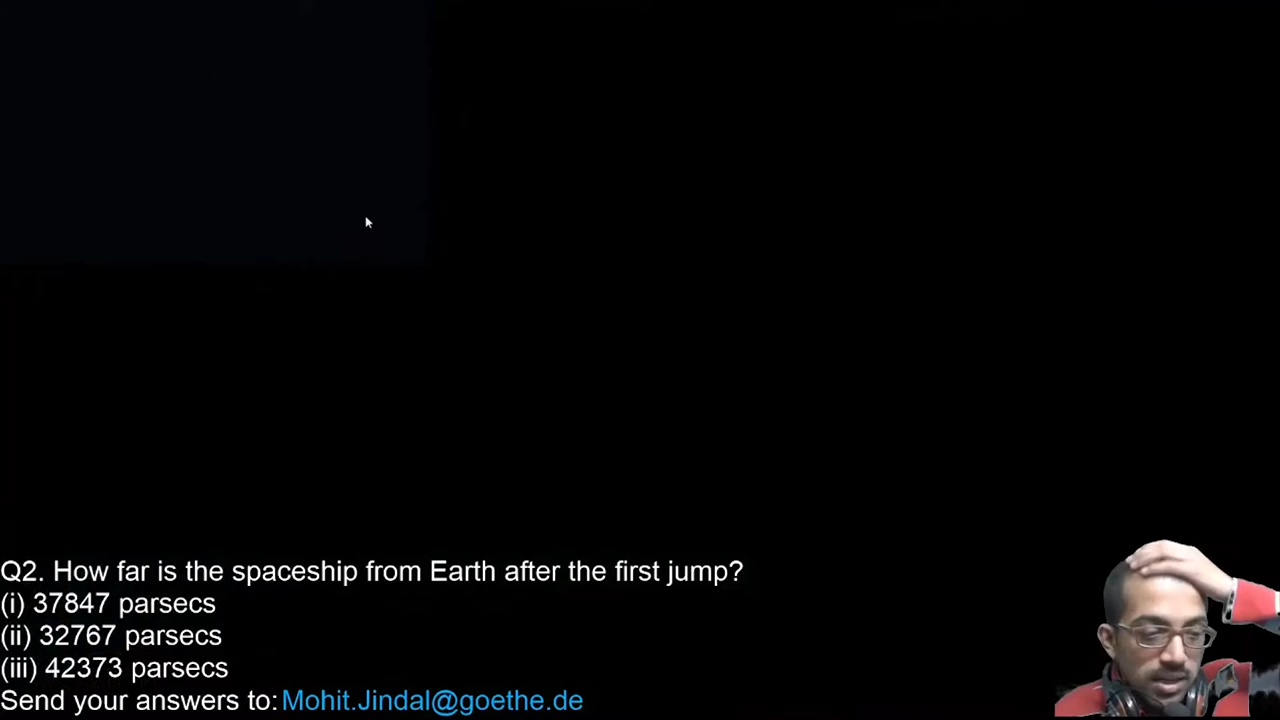 Q2. How far is the spaceship from Earth after the first jump?
(i) 37847 parsecs
(ii) 32767 parsecs
(iii) 42373 parsecs
Send your answers to: Mohit.Jindal@goethe.de